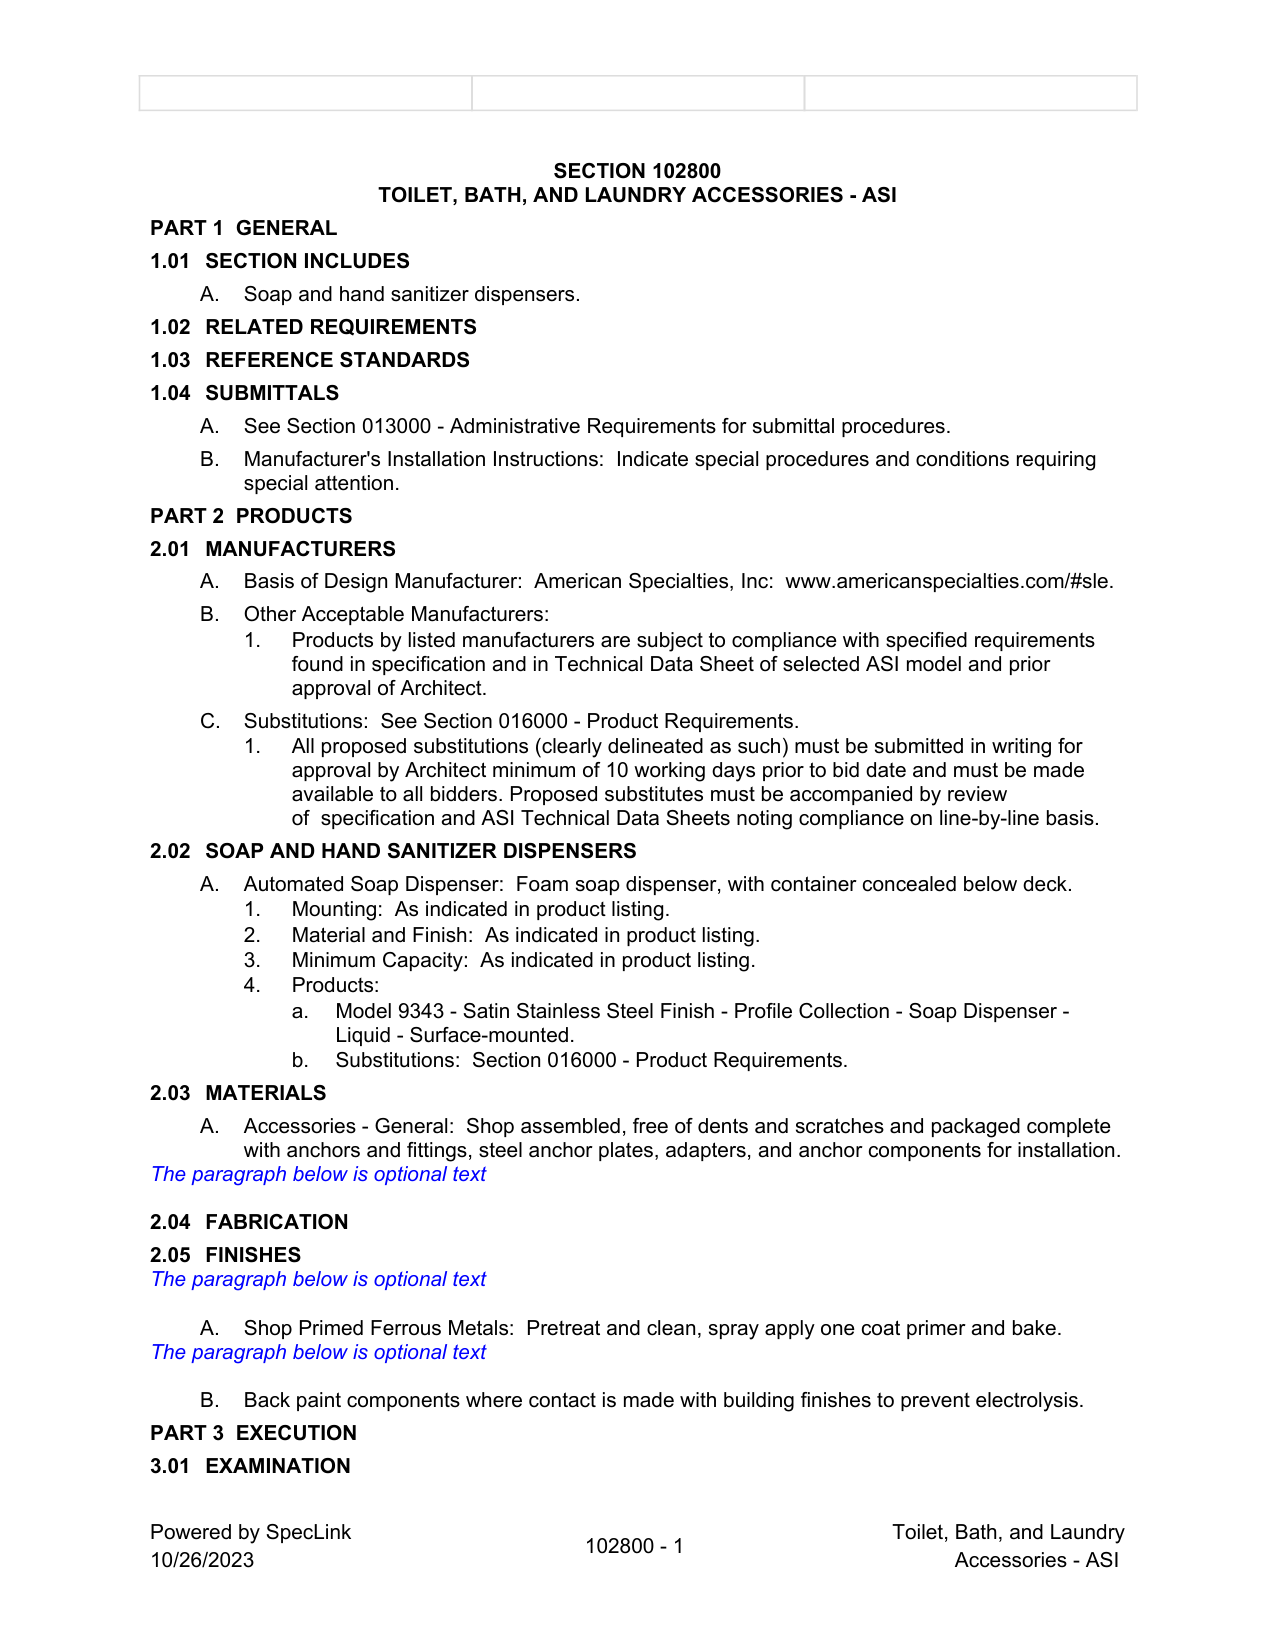 SECTION 102800
TOILET, BATH, AND LAUNDRY ACCESSORIES - ASI
PART 1  GENERAL
1.01  SECTION INCLUDES
A.  Soap and hand sanitizer dispensers.
1.02  RELATED REQUIREMENTS
1.03  REFERENCE STANDARDS
1.04  SUBMITTALS
A.  See Section 013000 - Administrative Requirements for submittal procedures.
B.  Manufacturer's Installation Instructions:  Indicate special procedures and conditions requiring
special attention.
PART 2  PRODUCTS
2.01  MANUFACTURERS
A.  Basis of Design Manufacturer:  American Specialties, Inc:  www.americanspecialties.com/#sle.
B.  Other Acceptable Manufacturers:
1.  Products by listed manufacturers are subject to compliance with specified requirements
found in specification and in Technical Data Sheet of selected ASI model and prior
approval of Architect.
C.  Substitutions:  See Section 016000 - Product Requirements.
1.  All proposed substitutions (clearly delineated as such) must be submitted in writing for
approval by Architect minimum of 10 working days prior to bid date and must be made
available to all bidders. Proposed substitutes must be accompanied by review
of  specification and ASI Technical Data Sheets noting compliance on line-by-line basis.
2.02  SOAP AND HAND SANITIZER DISPENSERS
A.  Automated Soap Dispenser:  Foam soap dispenser, with container concealed below deck.
1.  Mounting:  As indicated in product listing.
2.  Material and Finish:  As indicated in product listing.
3.  Minimum Capacity:  As indicated in product listing.
4.  Products:
a.  Model 9343 - Satin Stainless Steel Finish - Profile Collection - Soap Dispenser -
Liquid - Surface-mounted.
b.  Substitutions:  Section 016000 - Product Requirements.
2.03  MATERIALS
A.  Accessories - General:  Shop assembled, free of dents and scratches and packaged complete
with anchors and fittings, steel anchor plates, adapters, and anchor components for installation.
The paragraph below is optional text
2.04  FABRICATION
2.05  FINISHES
The paragraph below is optional text
A.  Shop Primed Ferrous Metals:  Pretreat and clean, spray apply one coat primer and bake.
The paragraph below is optional text
B.  Back paint components where contact is made with building finishes to prevent electrolysis.
PART 3  EXECUTION
3.01  EXAMINATION
Powered by SpecLink
10/26/2023
102800 - 1
Toilet, Bath, and Laundry
Accessories - ASI